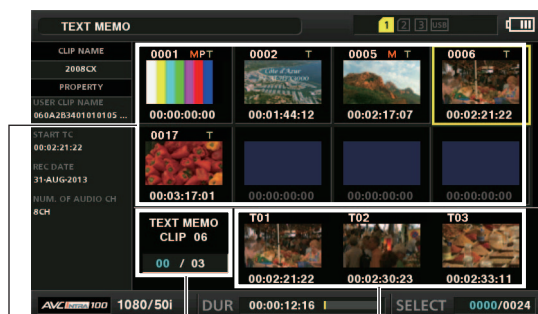 TEXT MEMO
1 2 3 USB
CLIP NAME
2008CX
PROPERTY
USER CLIP NAME
060A2B3401010105 ...
START TC
00:02:21:22
REC DATE
31-AUG-2013
NUM. OF AUDIO CH
8CH
0001 MPT
0002 T
0005 M T
0006 T
Côte d'Azur
00:00:00:00
00:01:44:12
00:02:17:07
00:02:21:22
0017 T
00:03:17:01
00:00:00:00
00:00:00:00
00:00:00:00
TEXT MEMO
CLIP 06
00 / 03
T01
T02
T03
00:02:21:22
00:02:30:23
00:02:33:11
AVC INTRA 100
1080/50i
DUR 00:00:12:16
SELECT 0000/0024